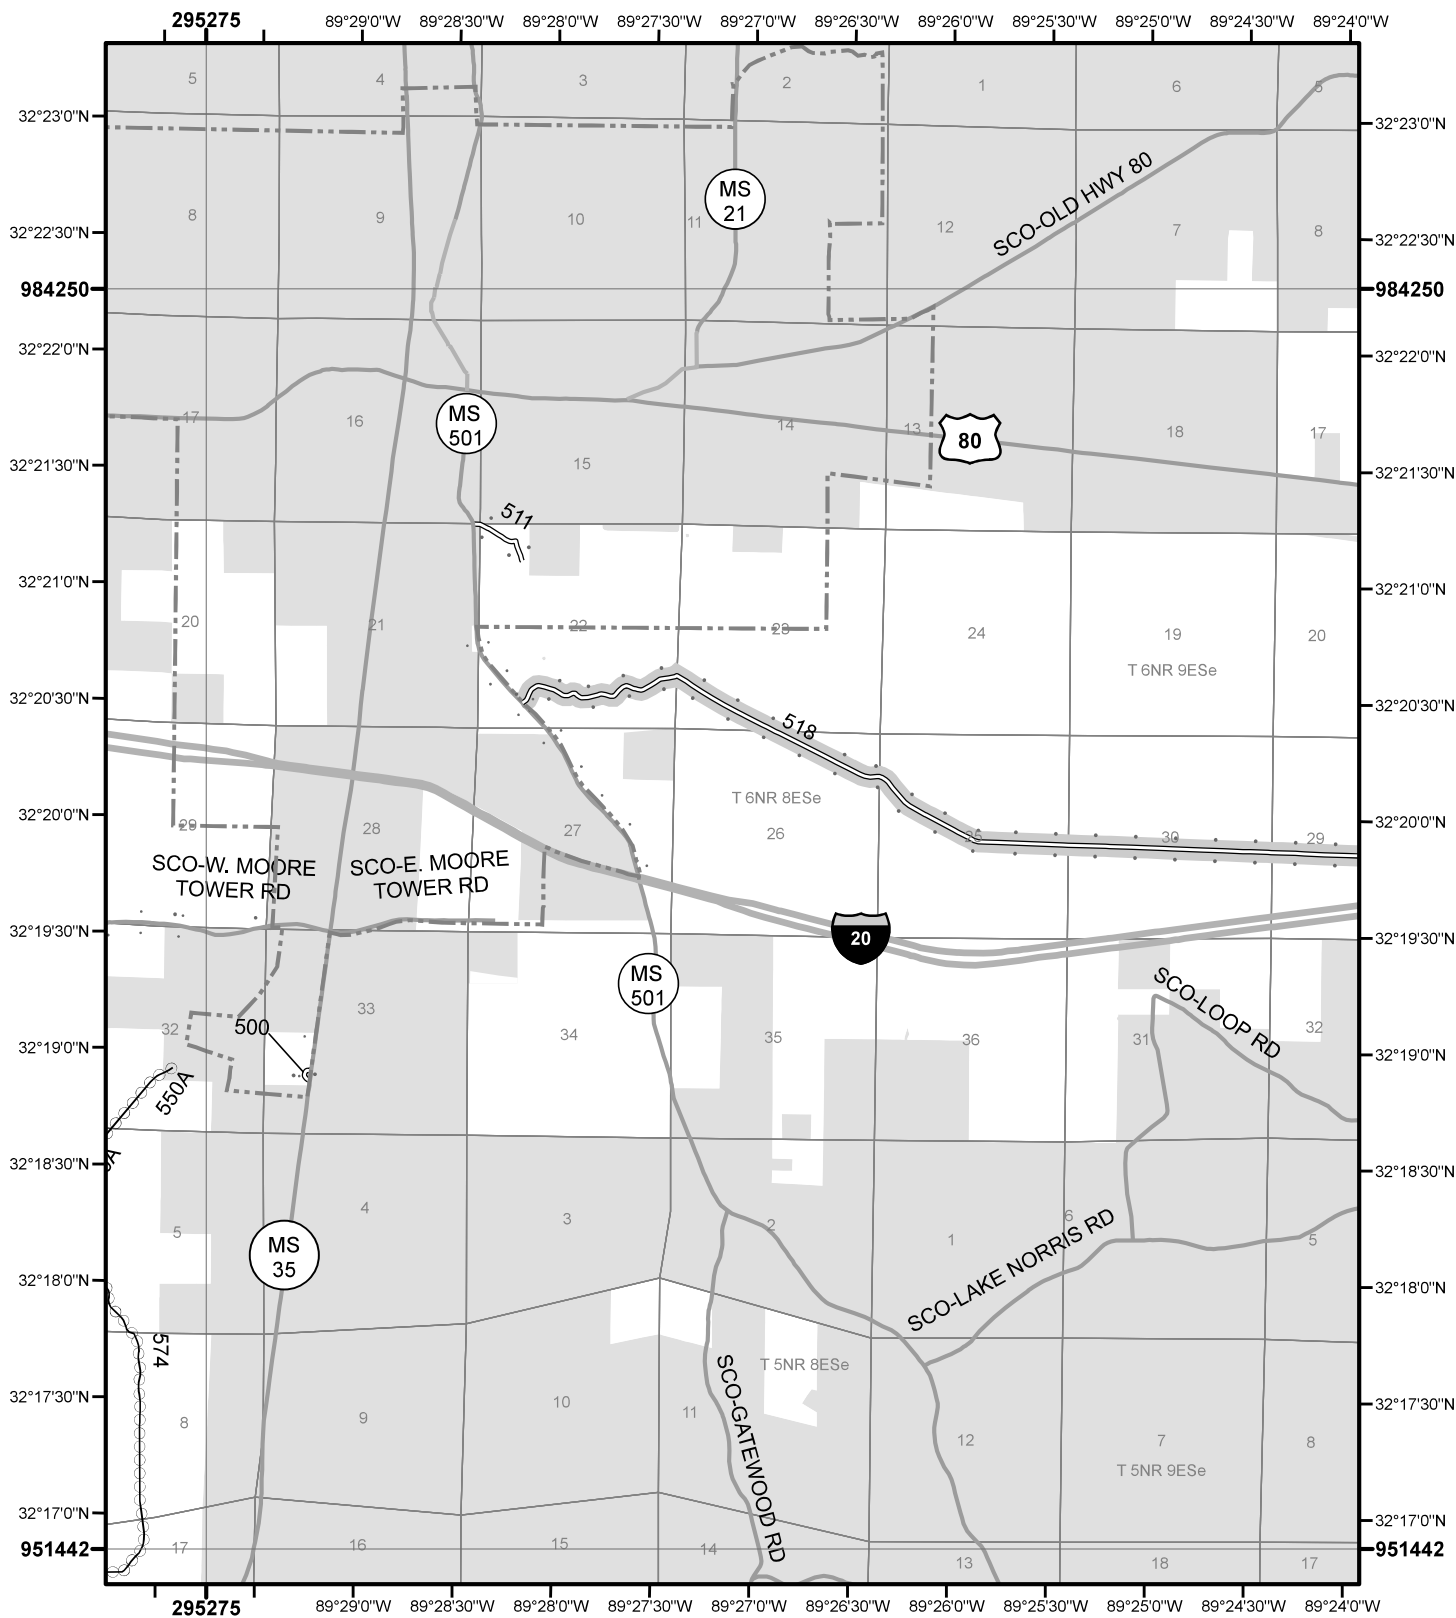 295275
89°29'0"W 89°28'30"W 89°28'0"W 89°27'30"W 89°27'0"W 89°26'30"W 89°26'0"W 89°25'30"W 89°25'0"W 89°24'30"W 89°24'0"W
5 4 3 2 1 6 5
32°23'0"N
32°23'0"N
MS
21
SCO-OLD HWY 80
8 9 10 11 12 7 8
32°22'30"N
32°22'30"N
984250
984250
32°22'0"N
32°22'0"N
17 16 15 14 13 18 17
MS
501
80
32°21'30"N
32°21'30"N
511
32°21'0"N
32°21'0"N
20 21 22 23 24 19 20
T 6NR 9ESe
32°20'30"N
32°20'30"N
518
T 6NR 8ESe
32°20'0"N
32°20'0"N
29 28 27 26 25 30 29
SCO-W. MOORE
TOWER RD
SCO-E. MOORE
TOWER RD
32°19'30"N
32°19'30"N
20
MS
501
SCO-LOOP RD
32 33 34 35 36 31 32
500
32°19'0"N
32°19'0"N
550A
A
32°18'30"N
32°18'30"N
5 4 3 2 1 6 5
MS
35
SCO-LAKE NORRIS RD
32°18'0"N
32°18'0"N
574
T 5NR 8ESe
SCO-GATEWOOD RD
32°17'30"N
32°17'30"N
8 9 10 11 12 7 8
T 5NR 9ESe
32°17'0"N
32°17'0"N
17 16 15 14 13 18 17
951442
951442
295275
89°29'0"W 89°28'30"W 89°28'0"W 89°27'30"W 89°27'0"W 89°26'30"W 89°26'0"W 89°25'30"W 89°25'0"W 89°24'30"W 89°24'0"W